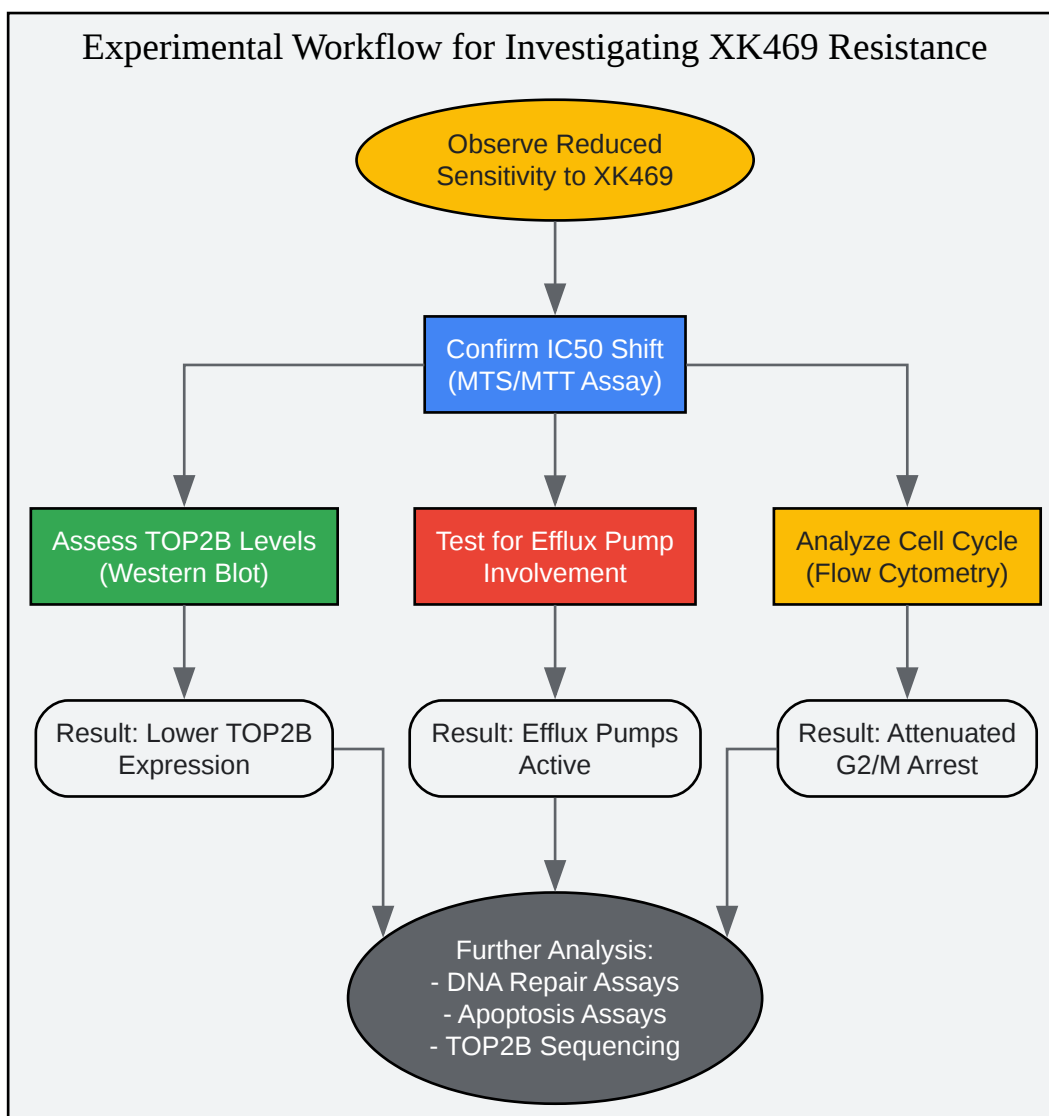 Experimental Workflow for Investigating XK469 Resistance
Observe Reduced
Sensitivity to XK469
Confirm IC50 Shift
(MTS/MTT Assay)
Assess TOP2B Levels
(Western Blot)
Test for Efflux Pump
Involvement
Analyze Cell Cycle
(Flow Cytometry)
Result: Lower TOP2B
Expression
Result: Efflux Pumps
Active
Result: Attenuated
G2/M Arrest
Further Analysis:
- DNA Repair Assays
- Apoptosis Assays
- TOP2B Sequencing